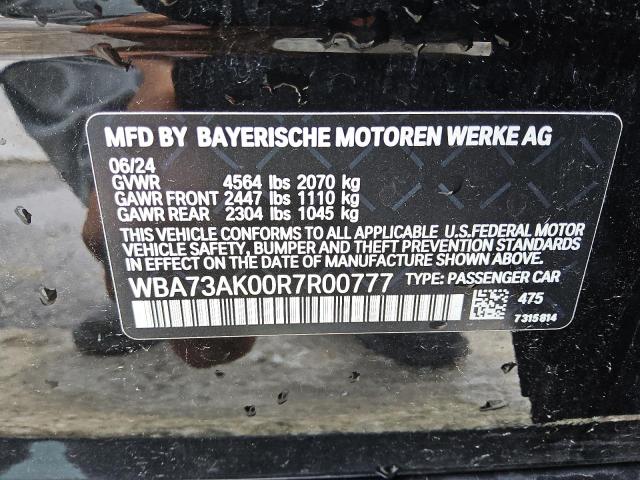 MFD BY BAYERISCHE MOTOREN WERKE AG
06/24
GVWR 4564 lbs 2070 kg
GAWR FRONT 2447 lbs 1110 kg
GAWR REAR 2304 lbs 1045 kg
THIS VEHICLE CONFORMS TO ALL APPLICABLE U.S.FEDERAL MOTOR
VEHICLE SAFETY, BUMPER AND THEFT PREVENTION STANDARDS
IN EFFECT ON THE DATE OF MANUFACTURE SHOWN ABOVE.
WBA73AK00R7R00777 TYPE: PASSENGER CAR
475
7315814